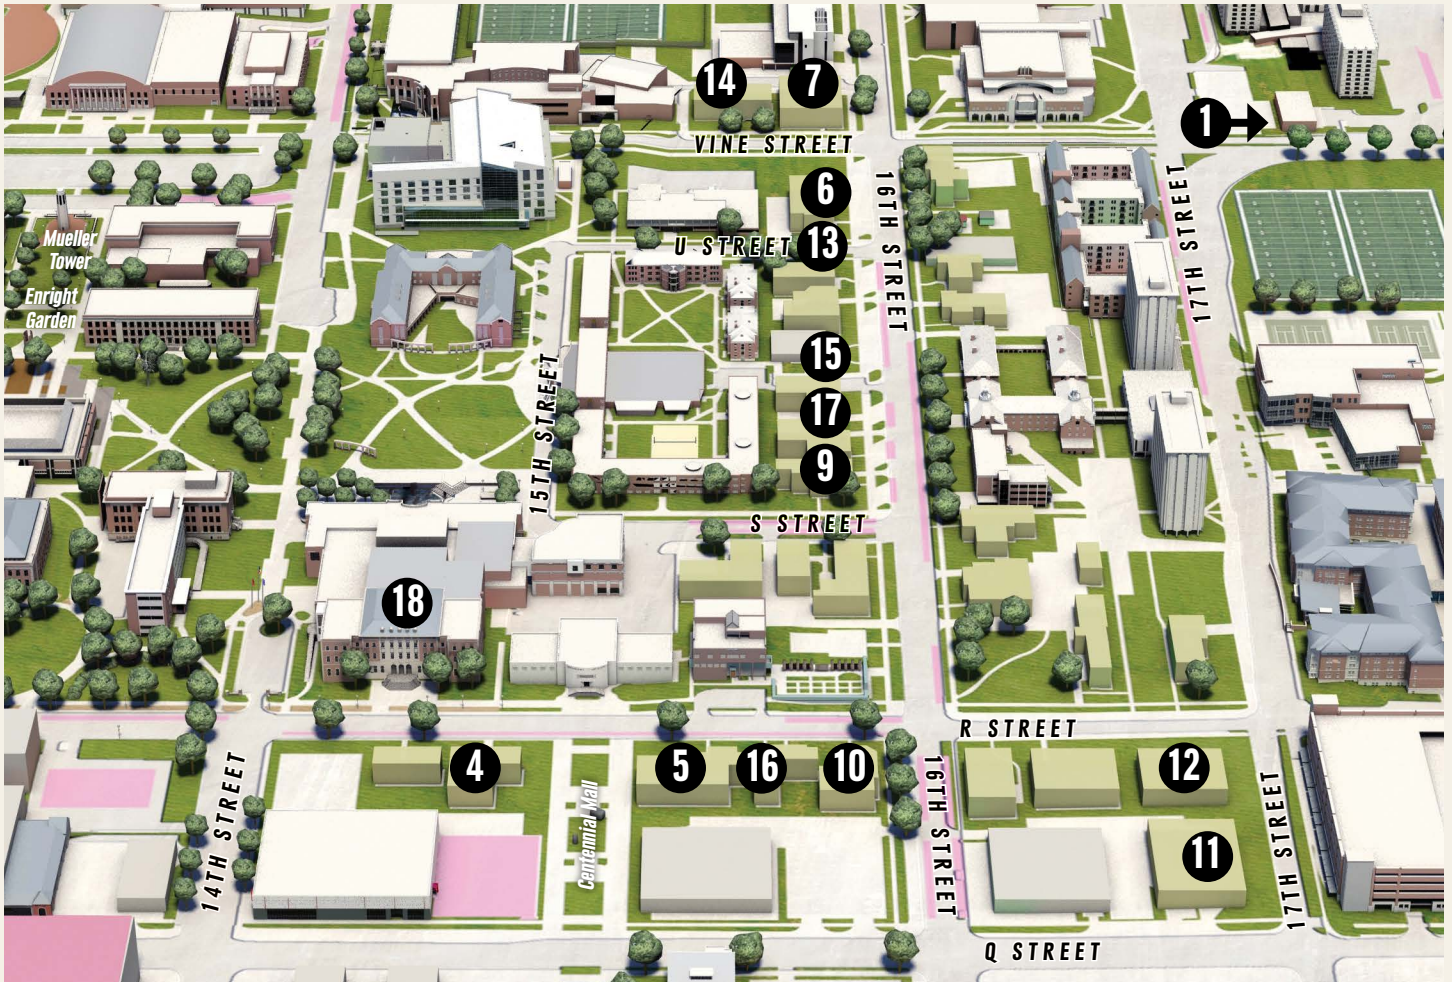 14
7
1
VINE STREET
6
16TH STREET
17TH STREET
Mueller
Tower
U STREET
13
Enright
Garden
15
15TH STREET
17
9
S STREET
18
R STREET
4
5
16
10
12
14TH STREET
Centennial Mall
16TH STREET
17TH STREET
11
Q STREET